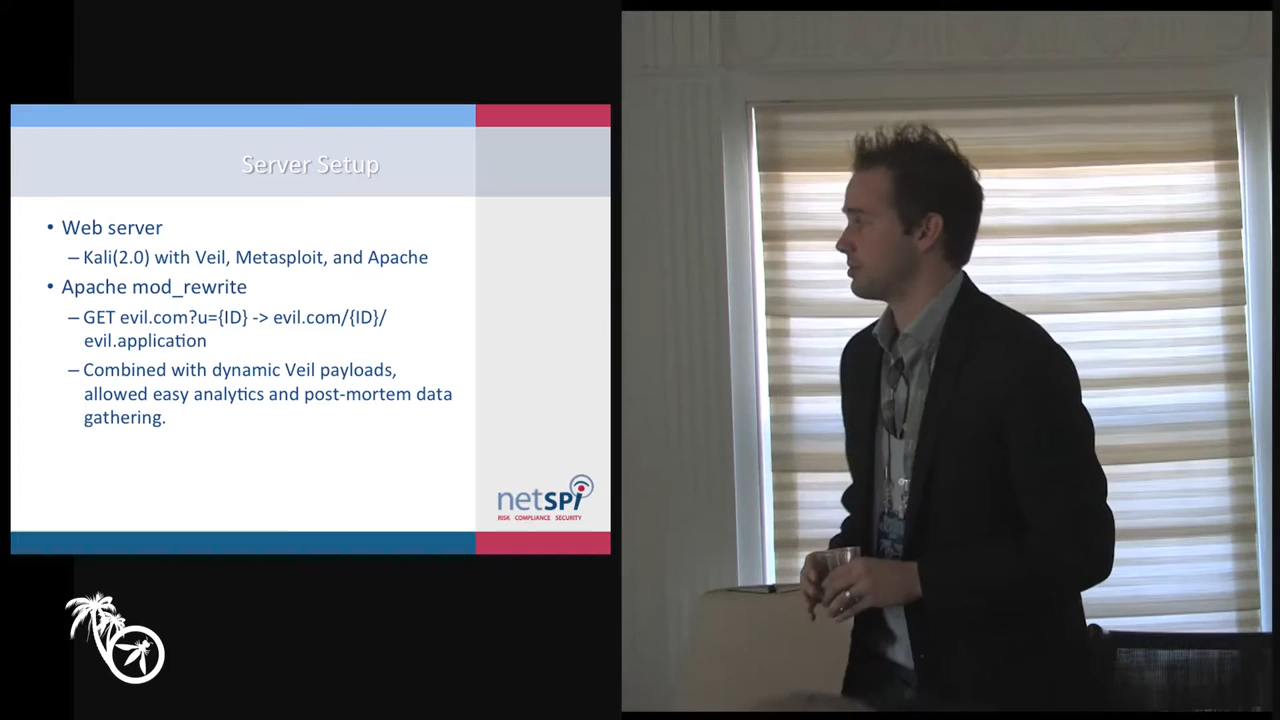 Server Setup
• Web server
– Kali(2.0) with Veil, Metasploit, and Apache
• Apache mod_rewrite
– GET evil.com?u={ID} -> evil.com/{ID}/
evil.application
– Combined with dynamic Veil payloads,
allowed easy analytics and post-mortem data
gathering.
netSPI
RISK COMPLIANCE SECURITY